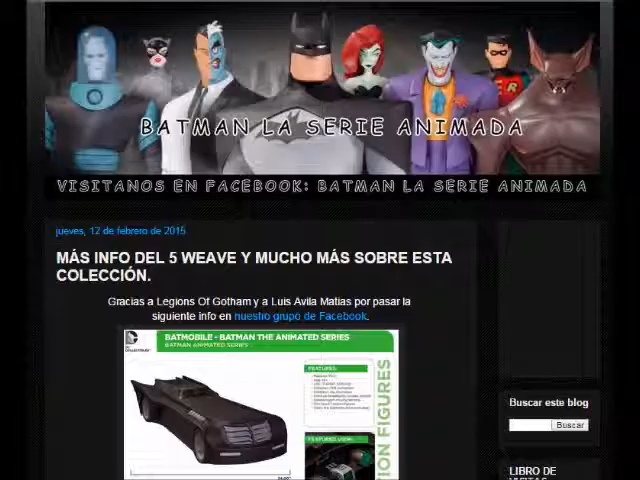 BATMAN LA SERIE ANIMADA
VISITANOS EN FACEBOOK: BATMAN LA SERIE ANIMADA
jueves, 12 de febrero de 2015
MÁS INFO DEL 5 WEAVE Y MUCHO MÁS SOBRE ESTA
COLECCIÓN.
Gracias a Legions Of Gotham y a Luis Avila Matias por pasar la
siguiente info en nuestro grupo de Facebook.
BATMOBILE - BATMAN THE ANIMATED SERIES
BATMAN ANIMATED SERIES
FEATURES:
ION FIGURES
Buscar este blog
Buscar
LIBRO DE
VISITAS